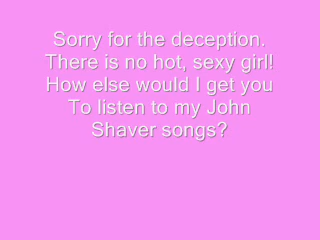 Sorry for the deception.
There is no hot, sexy girl!
How else would I get you
To listen to my John
Shaver songs?